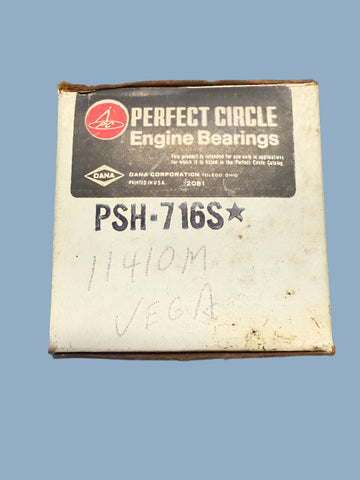 PC
PERFECT CIRCLE
Engine Bearings
This product is intended for use only in applications
for which it is listed in the Perfect Circle Catalog.
DANA
DANA CORPORATION TOLEDO OHIO
PRINTED IN U.S.A. 2081
PSH-716S★
11410M
VEGA